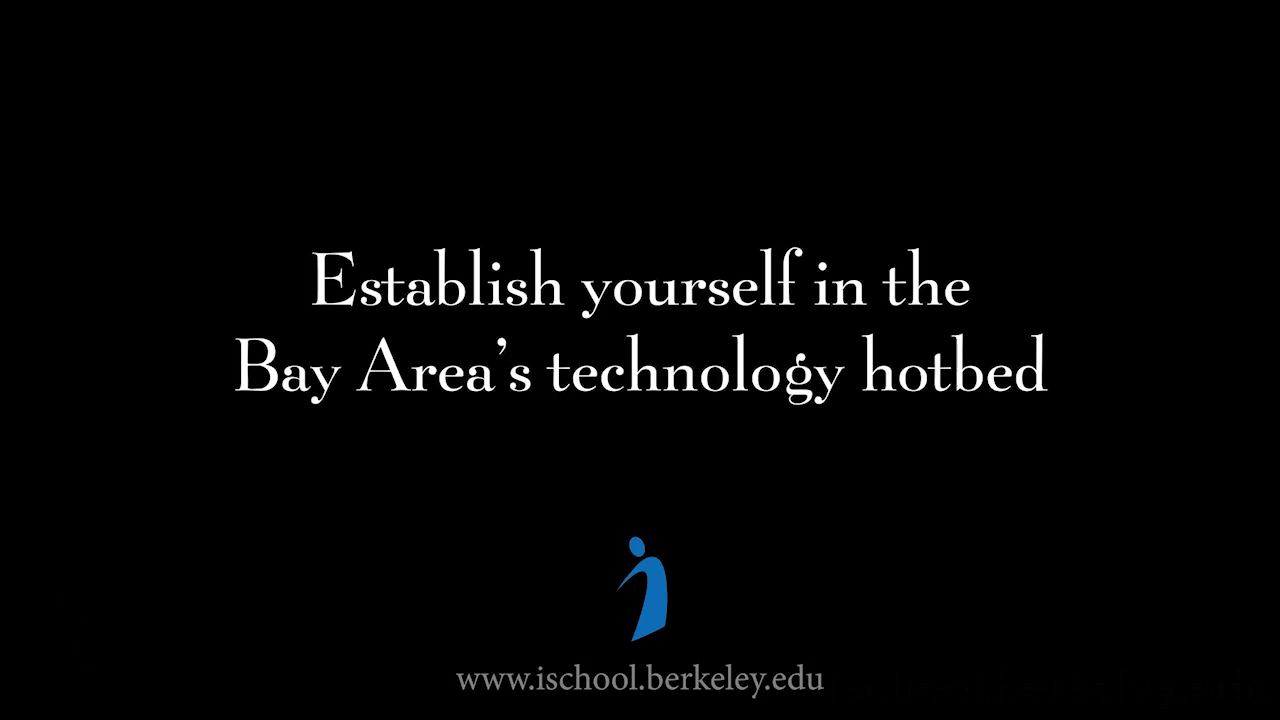 Establish yourself in the
Bay Area’s technology hotbed
www.ischool.berkeley.edu